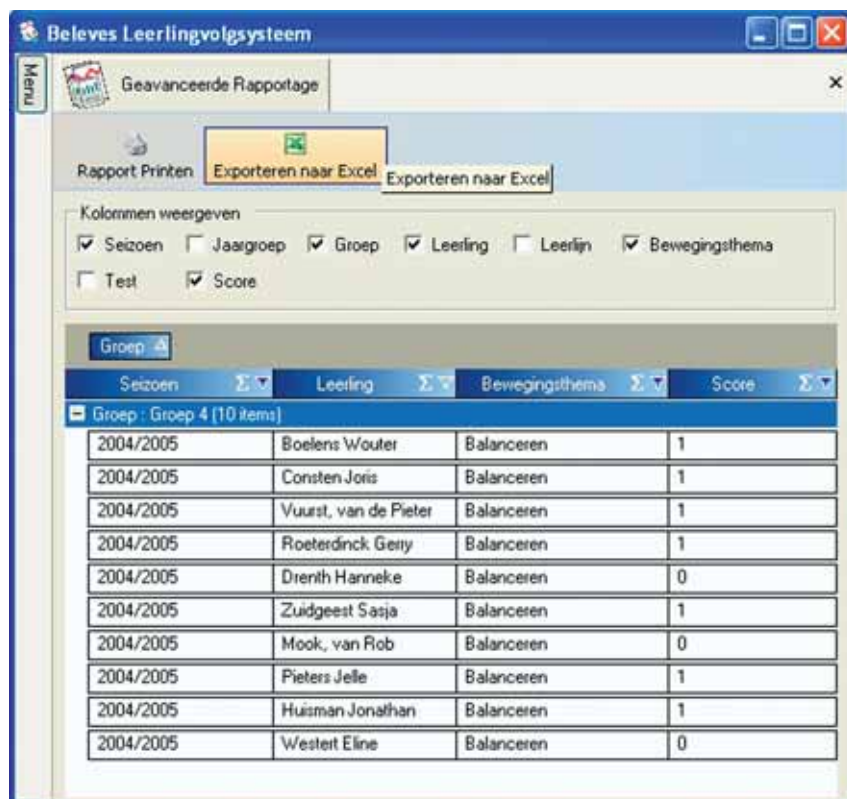 Beleves Leerlingvolgsysteem
Menu
Geavanceerde Rapportage
Rapport Printen Exporteren naar Excel Exporteren naar Excel
Kolommen weergeven
Seizoen Jaargroep Groep Leerling Leerlijn Bewegingsthema
Test Score
Groep
Seizoen Σ Leerling Σ Bewegingsthema Σ Score Σ
Groep : Groep 4 (10 items)
2004/2005 Boelens Wouter Balanceren 1
2004/2005 Consten Joris Balanceren 1
2004/2005 Vuurst, van de Pieter Balanceren 1
2004/2005 Roeterdinck Gerry Balanceren 1
2004/2005 Drenth Hanneke Balanceren 0
2004/2005 Zuidgeest Sasja Balanceren 1
2004/2005 Mook, van Rob Balanceren 0
2004/2005 Pieters Jelle Balanceren 1
2004/2005 Huisman Jonathan Balanceren 1
2004/2005 Westert Eline Balanceren 0